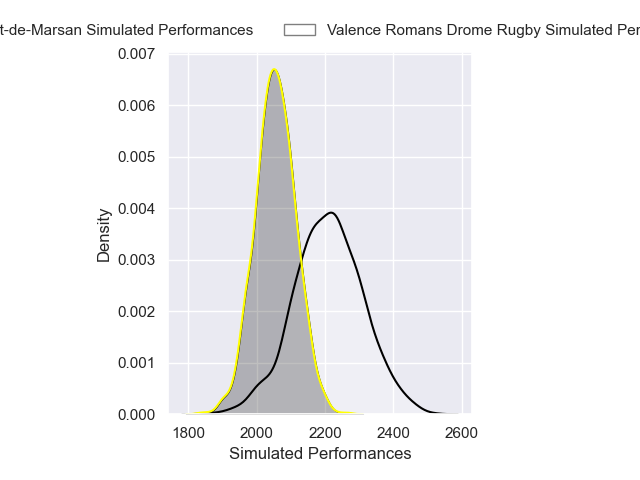 t-de-Marsan Simulated Performances Valence Romans Drome Rugby Simulated Per
0.007
0.006
0.005
0.004
0.003
0.002
0.001
0.000
Density
1800 2000 2200 2400 2600
Simulated Performances